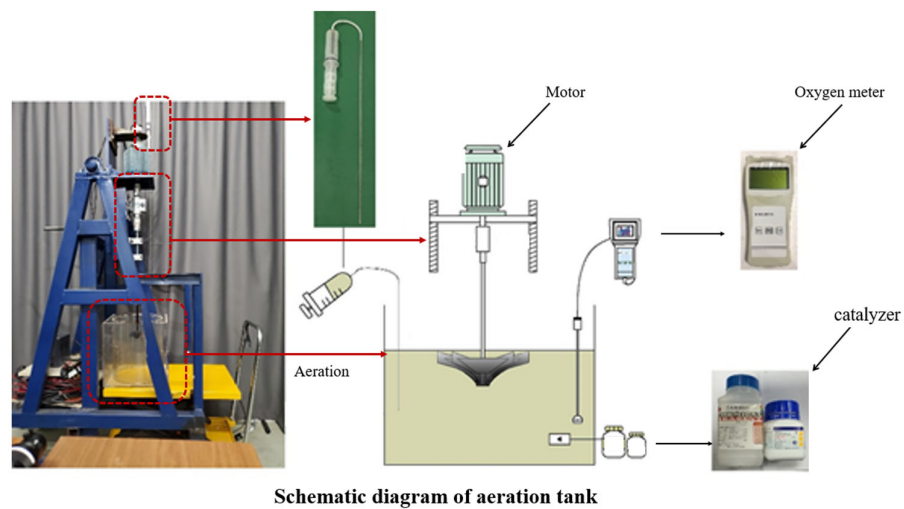 Motor
Oxygen meter
catalyzer
Aeration
Schematic diagram of aeration tank